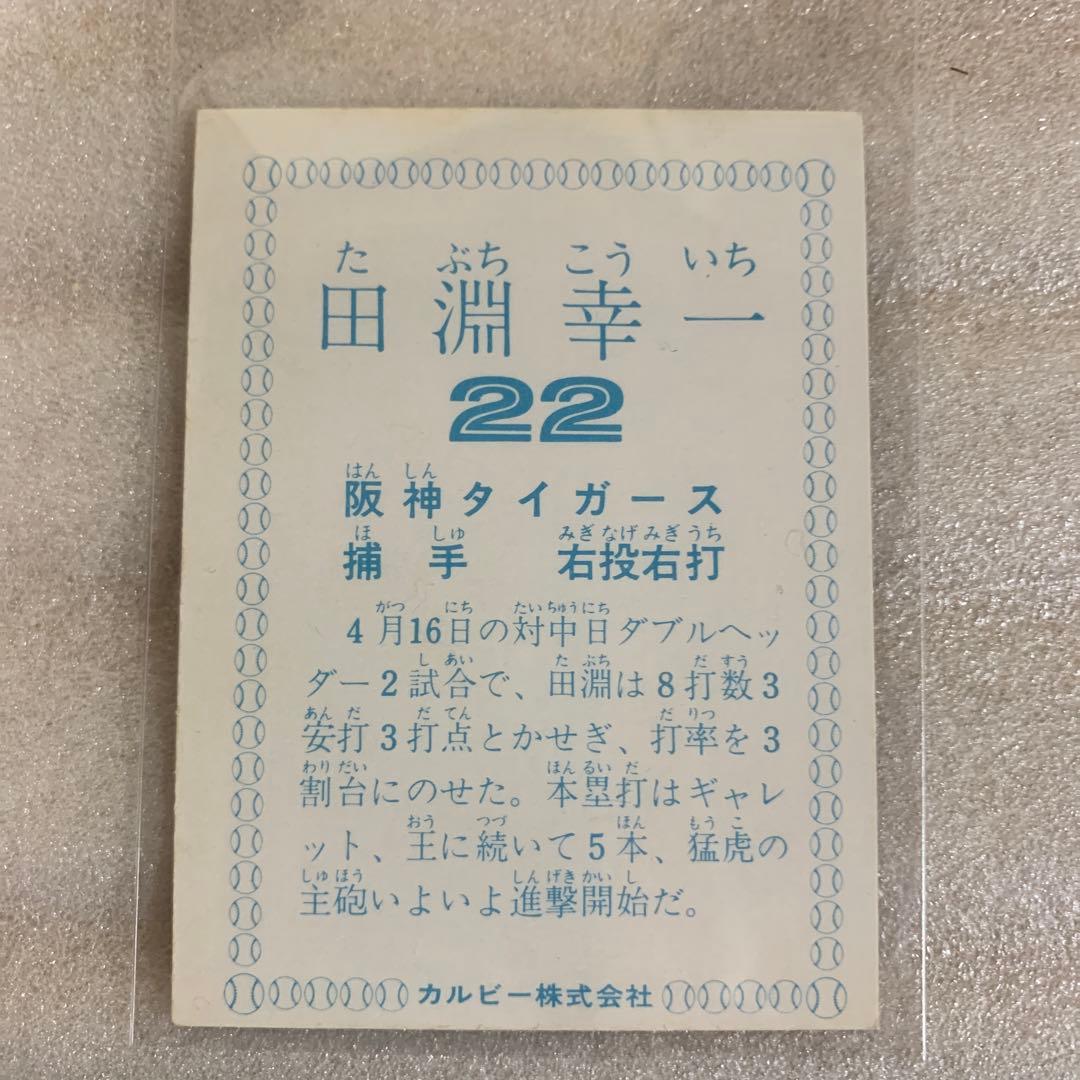 た ぶち こう いち
田淵幸一
22
はん しん
阪神タイガース
ほ しゅ みぎ なげ みぎ うち
捕手 右投右打
がつ にち たいちゅうにち
4月16日の対中日ダブルヘッ
し あい た ぶち だ すう
ダー2試合で、田淵は8打数3
あん だ だ てん だ りつ
安打3打点とかせぎ、打率を3
わり だい ほん るい だ
割台にのせた。本塁打はギャレ
おう つづ ほん もう こ
ット、王に続いて5本、猛虎の
しゅ ほう しん げき かい し
主砲いよいよ進撃開始だ。
カルビー株式会社